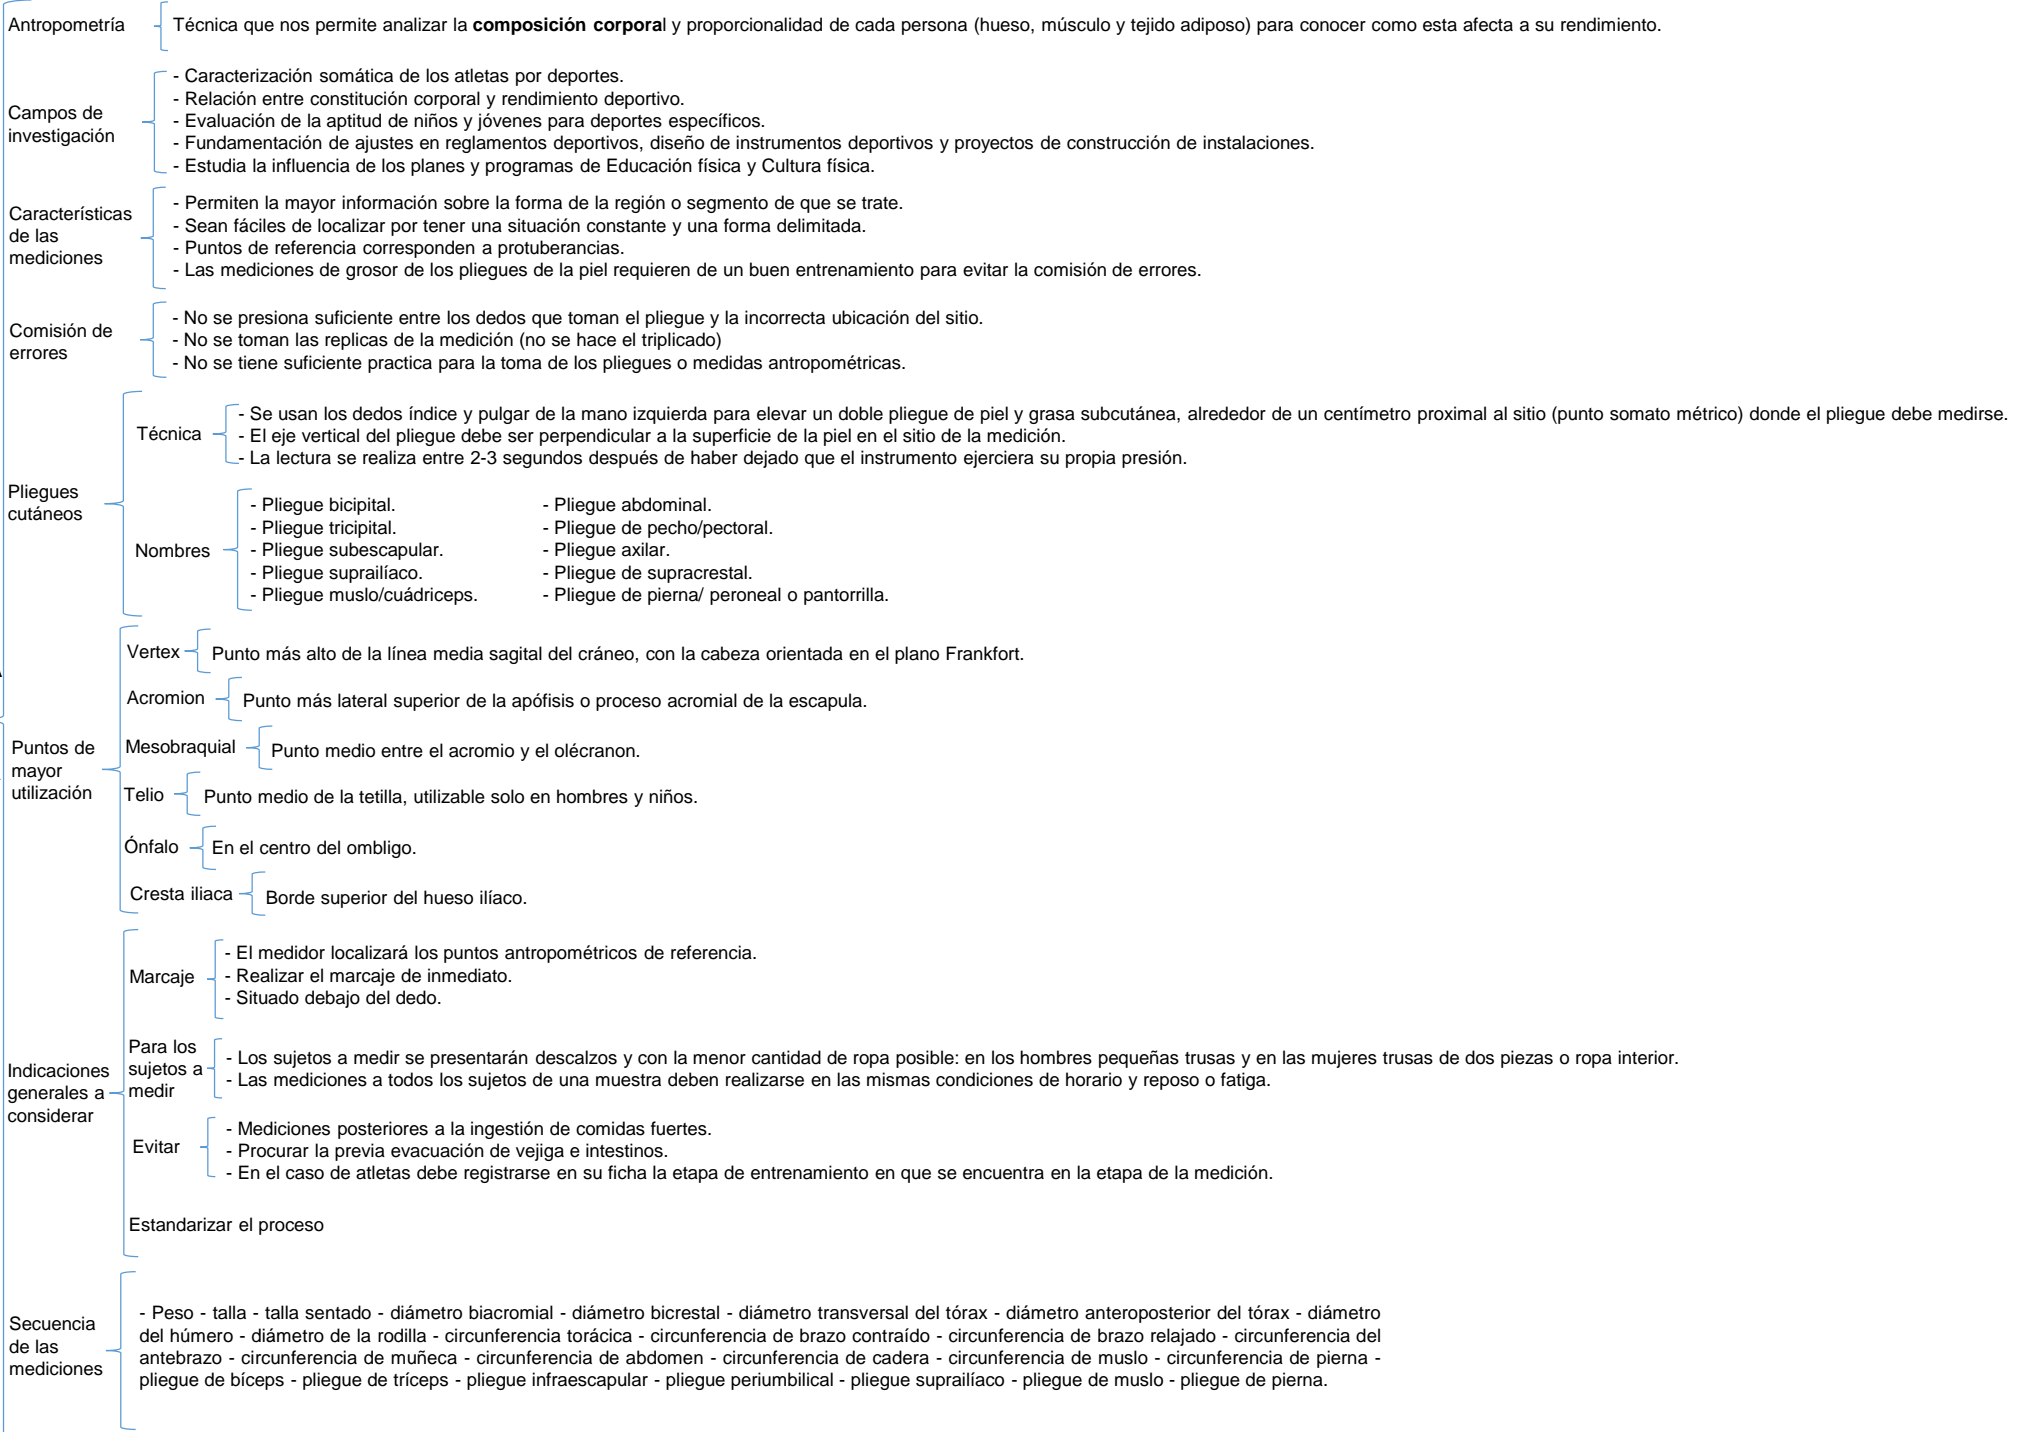 Antropometría
Técnica que nos permite analizar la composición corporal y proporcionalidad de cada persona (hueso, músculo y tejido adiposo) para conocer como esta afecta a su rendimiento.
Campos de
investigación
- Caracterización somática de los atletas por deportes.
- Relación entre constitución corporal y rendimiento deportivo.
- Evaluación de la aptitud de niños y jóvenes para deportes específicos.
- Fundamentación de ajustes en reglamentos deportivos, diseño de instrumentos deportivos y proyectos de construcción de instalaciones.
- Estudia la influencia de los planes y programas de Educación física y Cultura física.
Características
de las
mediciones
- Permiten la mayor información sobre la forma de la región o segmento de que se trate.
- Sean fáciles de localizar por tener una situación constante y una forma delimitada.
- Puntos de referencia corresponden a protuberancias.
- Las mediciones de grosor de los pliegues de la piel requieren de un buen entrenamiento para evitar la comisión de errores.
Comisión de
errores
- No se presiona suficiente entre los dedos que toman el pliegue y la incorrecta ubicación del sitio.
- No se toman las replicas de la medición (no se hace el triplicado)
- No se tiene suficiente practica para la toma de los pliegues o medidas antropométricas.
Pliegues
cutáneos
Técnica
- Se usan los dedos índice y pulgar de la mano izquierda para elevar un doble pliegue de piel y grasa subcutánea, alrededor de un centímetro proximal al sitio (punto somato métrico) donde el pliegue debe medirse.
- El eje vertical del pliegue debe ser perpendicular a la superficie de la piel en el sitio de la medición.
- La lectura se realiza entre 2-3 segundos después de haber dejado que el instrumento ejerciera su propia presión.
Nombres
- Pliegue bicipital.
- Pliegue tricipital.
- Pliegue subescapular.
- Pliegue suprailíaco.
- Pliegue muslo/cuádriceps.
- Pliegue abdominal.
- Pliegue de pecho/pectoral.
- Pliegue axilar.
- Pliegue de supracrestal.
- Pliegue de pierna/ peroneal o pantorrilla.
Puntos de
mayor
utilización
Vertex
Punto más alto de la línea media sagital del cráneo, con la cabeza orientada en el plano Frankfort.
Acromion
Punto más lateral superior de la apófisis o proceso acromial de la escapula.
Mesobraquial
Punto medio entre el acromio y el olécranon.
Telio
Punto medio de la tetilla, utilizable solo en hombres y niños.
Ónfalo
En el centro del ombligo.
Cresta iliaca
Borde superior del hueso ilíaco.
Indicaciones
generales a
considerar
Marcaje
- El medidor localizará los puntos antropométricos de referencia.
- Realizar el marcaje de inmediato.
- Situado debajo del dedo.
Para los
sujetos a
medir
- Los sujetos a medir se presentarán descalzos y con la menor cantidad de ropa posible: en los hombres pequeñas trusas y en las mujeres trusas de dos piezas o ropa interior.
- Las mediciones a todos los sujetos de una muestra deben realizarse en las mismas condiciones de horario y reposo o fatiga.
Evitar
- Mediciones posteriores a la ingestión de comidas fuertes.
- Procurar la previa evacuación de vejiga e intestinos.
- En el caso de atletas debe registrarse en su ficha la etapa de entrenamiento en que se encuentra en la etapa de la medición.
Estandarizar el proceso
Secuencia
de las
mediciones
- Peso - talla - talla sentado - diámetro biacromial - diámetro bicrestal - diámetro transversal del tórax - diámetro anteroposterior del tórax - diámetro
del húmero - diámetro de la rodilla - circunferencia torácica - circunferencia de brazo contraído - circunferencia de brazo relajado - circunferencia del
antebrazo - circunferencia de muñeca - circunferencia de abdomen - circunferencia de cadera - circunferencia de muslo - circunferencia de pierna -
pliegue de bíceps - pliegue de tríceps - pliegue infraescapular - pliegue periumbilical - pliegue suprailíaco - pliegue de muslo - pliegue de pierna.